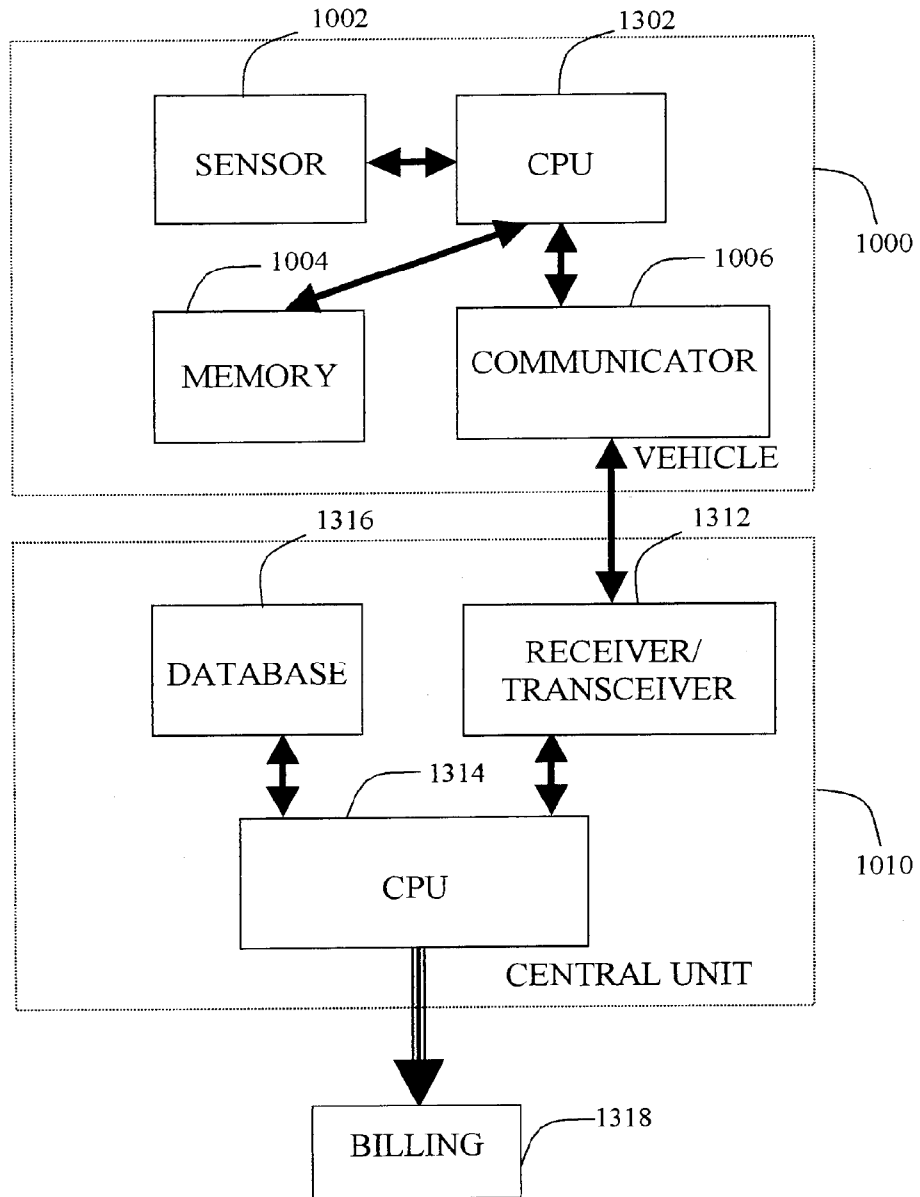 1002
1302
SENSOR
CPU
1000
1004
1006
MEMORY
COMMUNICATOR
VEHICLE
1316
1312
DATABASE
RECEIVER/
TRANSCEIVER
1314
CPU
1010
CENTRAL UNIT
BILLING
1318